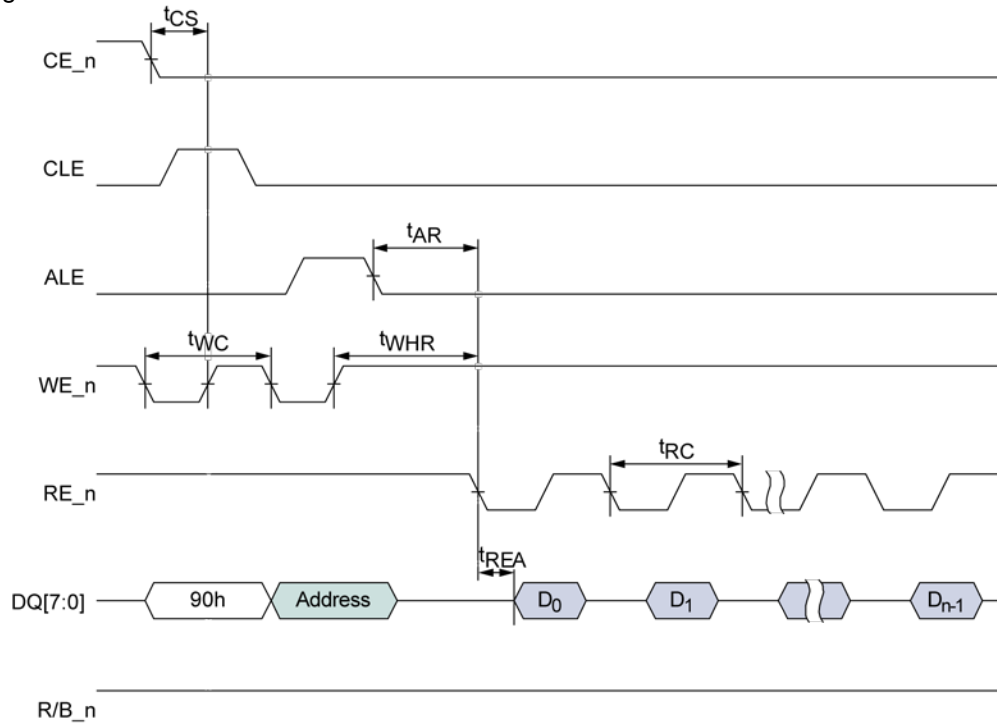 tCS
CE_n
CLE
tAR
ALE
tWC tWHR
WE_n
tRC
RE_n
tREA
DQ[7:0] 90h Address D0 D1 Dn-1
R/B_n